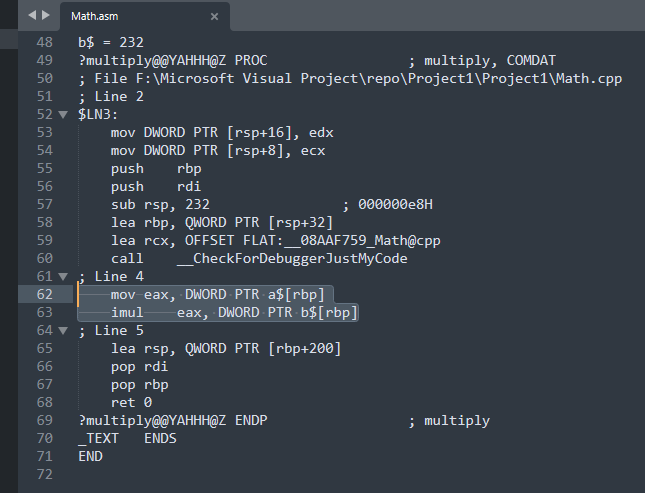 Math.asm ×
48 b$ = 232
49 ?multiply@@YAHHH@Z PROC ; multiply, COMDAT
50 ; File F:\Microsoft Visual Project\repo\Project1\Project1\Math.cpp
51 ; Line 2
52 $LN3:
53 mov DWORD PTR [rsp+16], edx
54 mov DWORD PTR [rsp+8], ecx
55 push rbp
56 push rdi
57 sub rsp, 232 ; 000000e8H
58 lea rbp, QWORD PTR [rsp+32]
59 lea rcx, OFFSET FLAT:__08AAF759_Math@cpp
60 call __CheckForDebuggerJustMyCode
61 ; Line 4
62 mov eax, DWORD PTR a$[rbp]
63 imul eax, DWORD PTR b$[rbp]
64 ; Line 5
65 lea rsp, QWORD PTR [rbp+200]
66 pop rdi
67 pop rbp
68 ret 0
69 ?multiply@@YAHHH@Z ENDP ; multiply
70 _TEXT ENDS
71 END
72